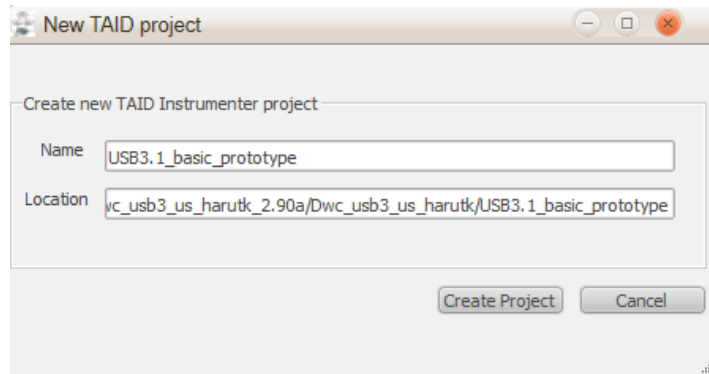 New TAID project
Create new TAID Instrumenter project
Name USB3.1_basic_prototype
Location vc_usb3_us_harutk_2.90a/Dwc_usb3_us_harutk/USB3.1_basic_prototype
Create Project Cancel